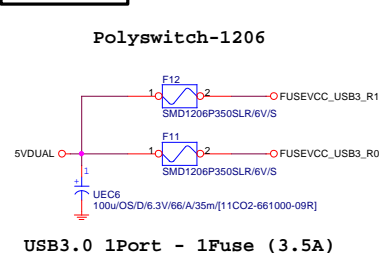 Polyswitch-1206
F12
1 2
FUSEVCC_USB3_R1
SMD1206P350SLR/6V/S
F11
5VDUAL
1 2
FUSEVCC_USB3_R0
SMD1206P350SLR/6V/S
1
+
UEC6
100u/OS/D/6.3V/66/A/35m/[11CO2-661000-09R]
USB3.0 1Port - 1Fuse (3.5A)